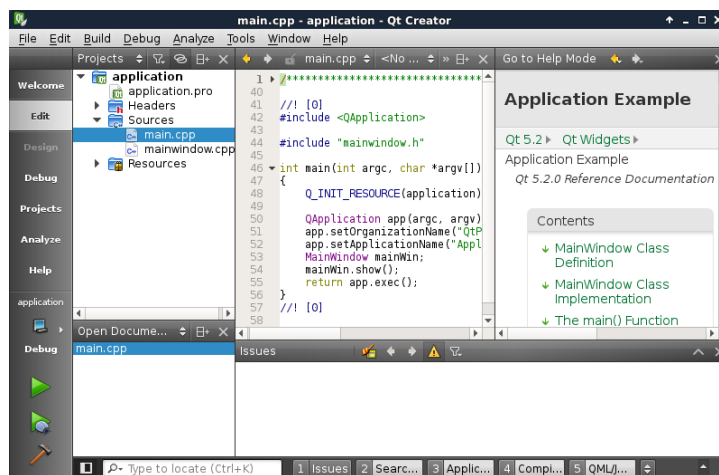 main.cpp - application - Qt Creator
File Edit Build Debug Analyze Tools Window Help
Projects
main.cpp
<No ...
»
Go to Help Mode
Welcome
Edit
Design
Debug
Projects
Analyze
Help
application
Debug
application
application.pro
Headers
Sources
main.cpp
mainwindow.cpp
Resources
Open Docume...
main.cpp
1 /*******************************
40
41 //! [0]
42 #include <QApplication>
43
44 #include "mainwindow.h"
45
46 int main(int argc, char *argv[])
47 {
48 Q_INIT_RESOURCE(application)
49
50 QApplication app(argc, argv)
51 app.setOrganizationName("QtP
52 app.setApplicationName("Appl
53 MainWindow mainWin;
54 mainWin.show();
55 return app.exec();
56 }
57 //! [0]
58
Application Example
Qt 5.2 Qt Widgets
Application Example
Qt 5.2.0 Reference Documentation
Contents
MainWindow Class
Definition
MainWindow Class
Implementation
The main() Function
Issues
Type to locate (Ctrl+K)
1 Issues
2 Searc...
3 Applic...
4 Compi...
5 QML/J...